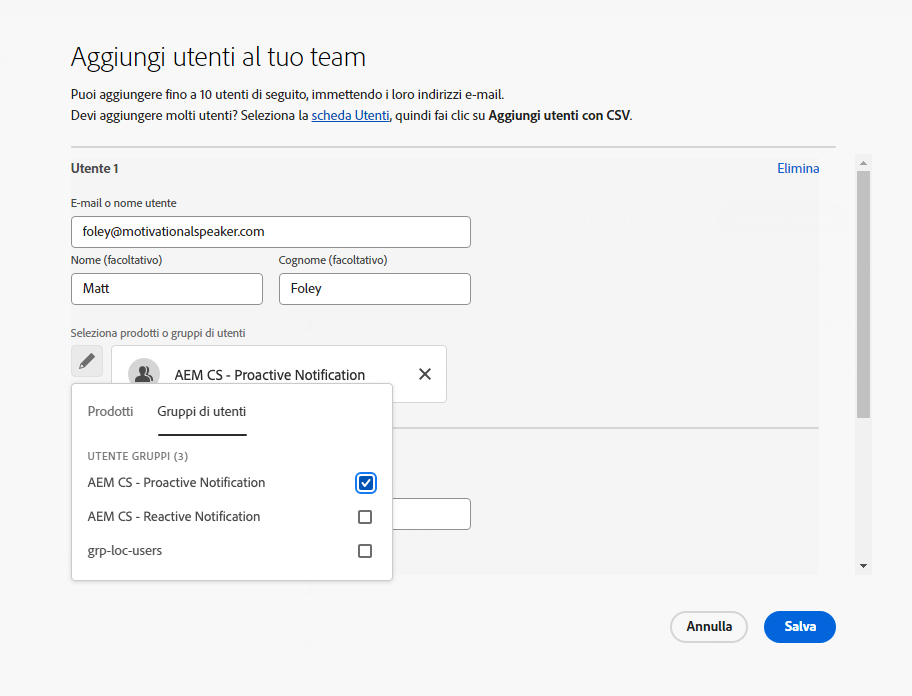 Aggiungi utenti al tuo team
Puoi aggiungere fino a 10 utenti di seguito, immettendo i loro indirizzi e-mail.
Devi aggiungere molti utenti? Seleziona la scheda Utenti, quindi fai clic su Aggiungi utenti con CSV.
Utente 1 Elimina
E-mail o nome utente
foley@motivationalspeaker.com
Nome (facoltativo) Cognome (facoltativo)
Matt Foley
Seleziona prodotti o gruppi di utenti
AEM CS - Proactive Notification
Prodotti Gruppi di utenti
UTENTE GRUPPI (3)
AEM CS - Proactive Notification
AEM CS - Reactive Notification
grp-loc-users
Annulla Salva